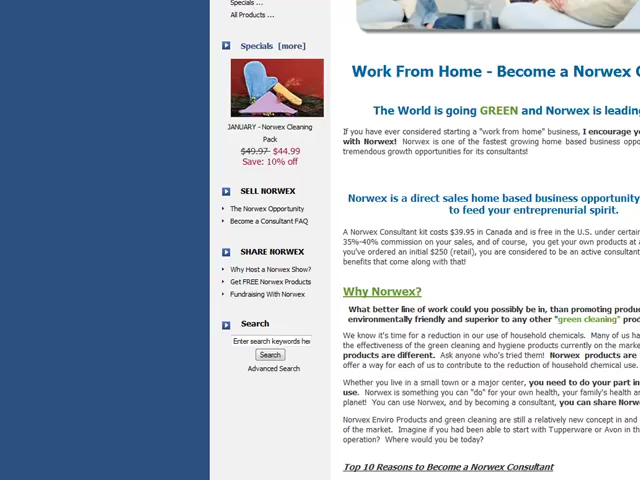 Specials ...
All Products ...
Specials [more]
JANUARY - Norwex Cleaning
Pack
$49.97 $44.99
Save: 10% off
SELL NORWEX
The Norwex Opportunity
Become a Consultant FAQ
SHARE NORWEX
Why Host a Norwex Show?
Get FREE Norwex Products
Fundraising With Norwex
Search
Enter search keywords her
Search
Advanced Search
Work From Home - Become a Norwex
The World is going GREEN and Norwex is leading
If you have ever considered starting a "work from home" business, I encourage yo
with Norwex! Norwex is one of the fastest growing home based business oppo
tremendous growth opportunities for its consultants!
Norwex is a direct sales home based business opportunity
to feed your entreprenurial spirit.
A Norwex Consultant kit costs $39.95 in Canada and is free in the U.S. under certain
35%-40% commission on your sales, and of course, you get your own products at a
you've ordered an initial $250 (retail), you are considered to be an active consultant
benefits that come along with that!
Why Norwex?
What better line of work could you possibly be in, than promoting produ
environmentally friendly and superior to any other "green cleaning" prod
We know it's time for a reduction in our use of household chemicals. Many of us ha
the effectiveness of the green cleaning and hygiene products currently on the marke
products are different. Ask anyone who's tried them! Norwex products are
offer a way for each of us to contribute to the reduction of household chemical use.
Whether you live in a small town or a major center, you need to do your part in
use. Norwex is something you can "do" for your own health, your family's health and
planet! You can use Norwex, and by becoming a consultant, you can share Norw
Norwex Enviro Products and green cleaning are still a relatively new concept in and
of the market. Imagine if you had been able to start with Tupperware or Avon in th
operation? Where would you be today?
Top 10 Reasons to Become a Norwex Consultant